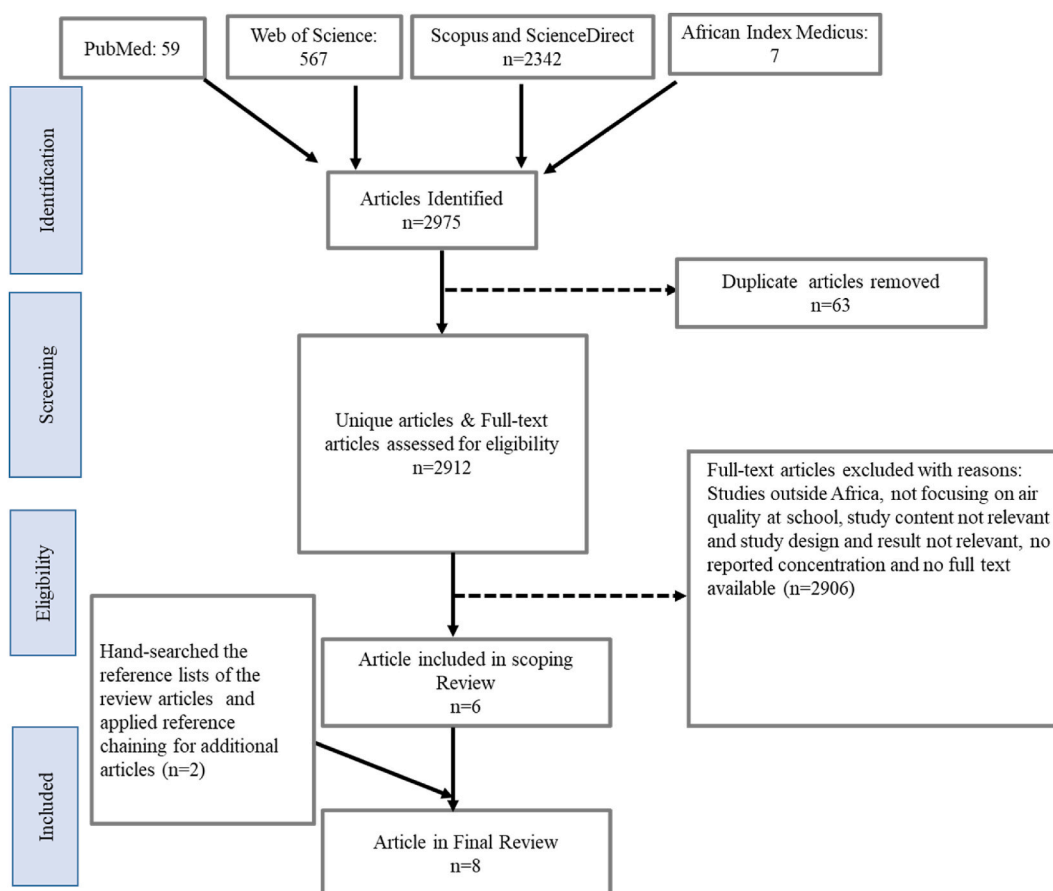 PubMed: 59
Web of Science:
567
Scopus and ScienceDirect
n=2342
African Index Medicus:
7
Identification
Articles Identified
n=2975
Duplicate articles removed
n=63
Screening
Unique articles & Full-text
articles assessed for eligibility
n=2912
Full-text articles excluded with reasons:
Studies outside Africa, not focusing on air
quality at school, study content not relevant
and study design and result not relevant, no
reported concentration and no full text
available (n=2906)
Eligibility
Hand-searched the
reference lists of the
review articles and
applied reference
chaining for additional
articles (n=2)
Article included in scoping
Review
n=6
Included
Article in Final Review
n=8